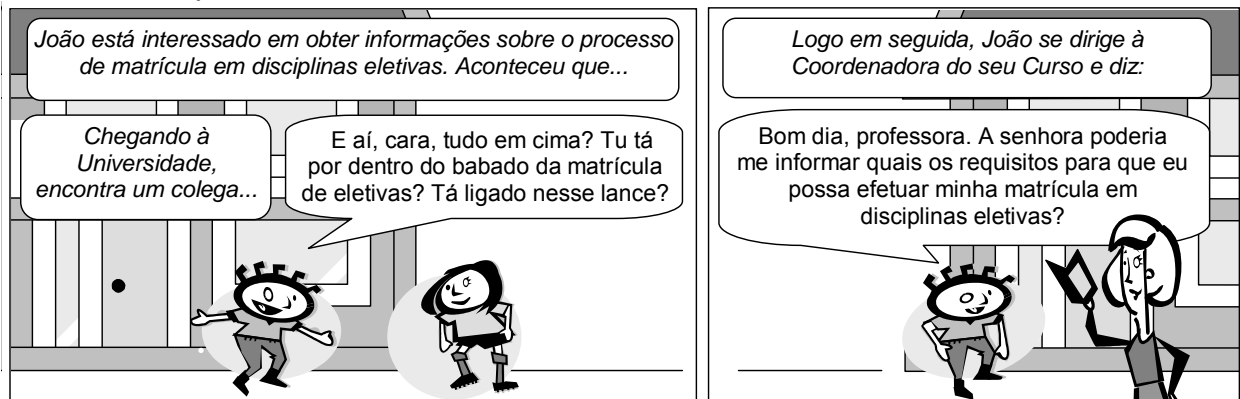 João está interessado em obter informações sobre o processo
de matrícula em disciplinas eletivas. Aconteceu que...
Chegando à
Universidade,
encontra um colega...
E aí, cara, tudo em cima? Tu tá
por dentro do babado da matrícula
de eletivas? Tá ligado nesse lance?
Logo em seguida, João se dirige à
Coordenadora do seu Curso e diz:
Bom dia, professora. A senhora poderia
me informar quais os requisitos para que eu
possa efetuar minha matrícula em
disciplinas eletivas?